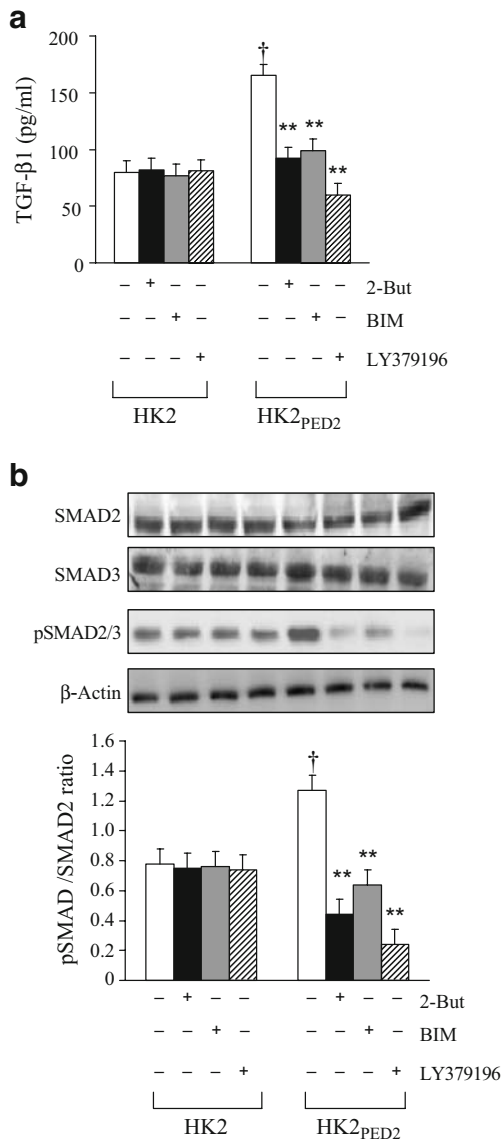 a
TGF-β1 (pg/ml)
200
150
100
50
0
†
** ** **
– + – – – + – – 2-But
– – + – – – + – BIM
– – – + – – – + LY379196
HK2 HK2PED2
b
SMAD2
SMAD3
pSMAD2/3
β-Actin
pSMAD /SMAD2 ratio
1.6
1.4
1.2
1.0
0.8
0.6
0.4
0.2
0
†
** ** **
– + – – – + – – 2-But
– – + – – – + – BIM
– – – + – – – + LY379196
HK2 HK2PED2